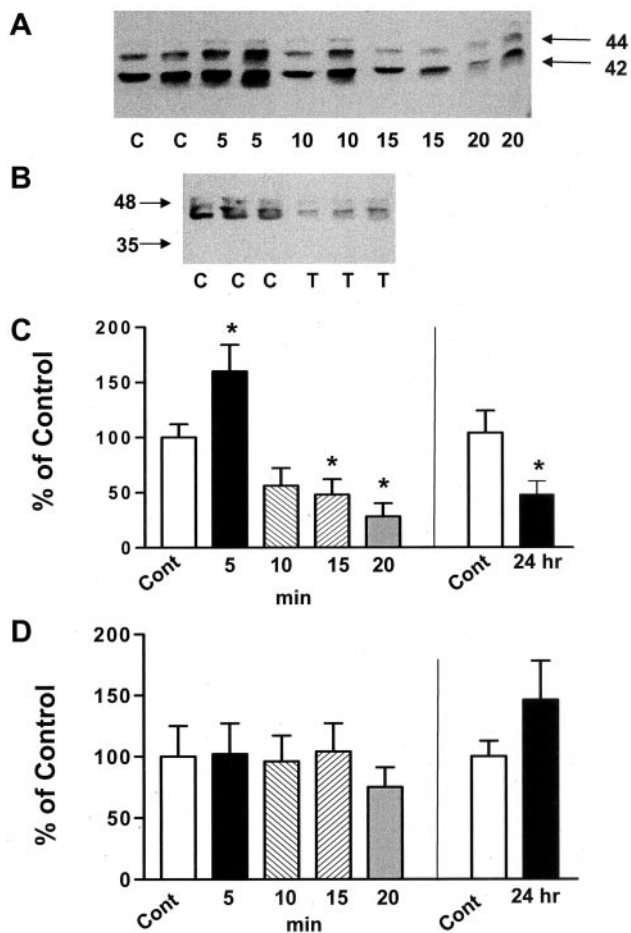 A
44
42
C C 5 5 10 10 15 15 20 20
B
48
35
C C C T T T
C
% of Control
200
150
100
50
0
*
*
*
*
Cont 5 10 15 20
min
Cont 24 hr
D
% of Control
200
150
100
50
0
Cont 5 10 15 20
min
Cont 24 hr